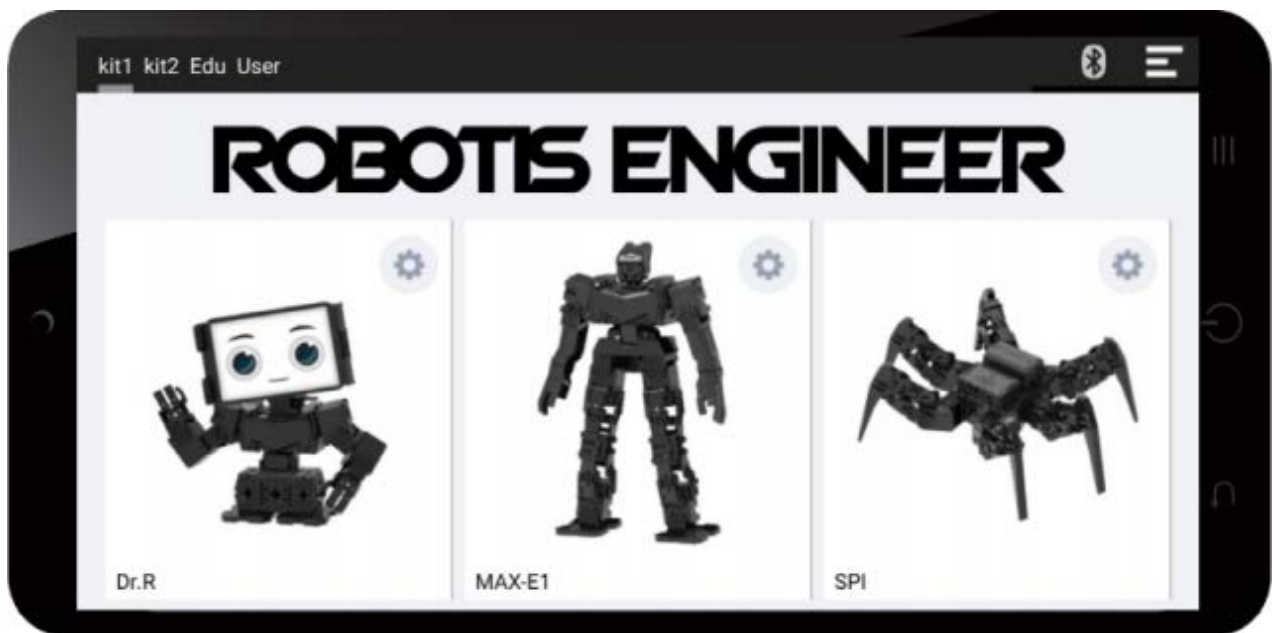 kit1 kit2 Edu User
ROBOTIS ENGINEER
Dr.R
MAX-E1
SPI